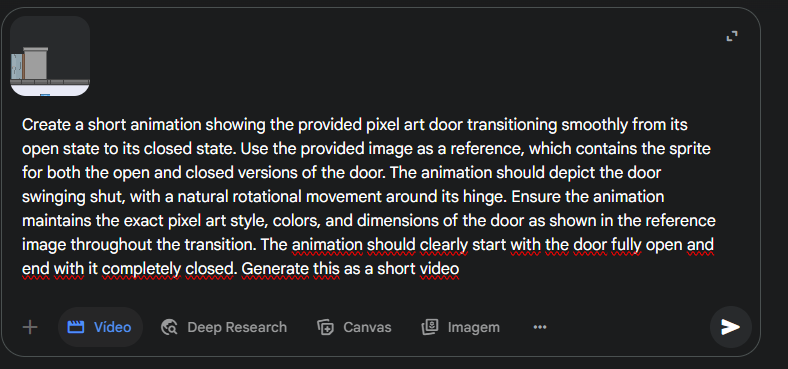 Create a short animation showing the provided pixel art door transitioning smoothly from its
open state to its closed state. Use the provided image as a reference, which contains the sprite
for both the open and closed versions of the door. The animation should depict the door
swinging shut, with a natural rotational movement around its hinge. Ensure the animation
maintains the exact pixel art style, colors, and dimensions of the door as shown in the reference
image throughout the transition. The animation should clearly start with the door fully open and
end with it completely closed. Generate this as a short video
Vídeo Deep Research Canvas Imagem